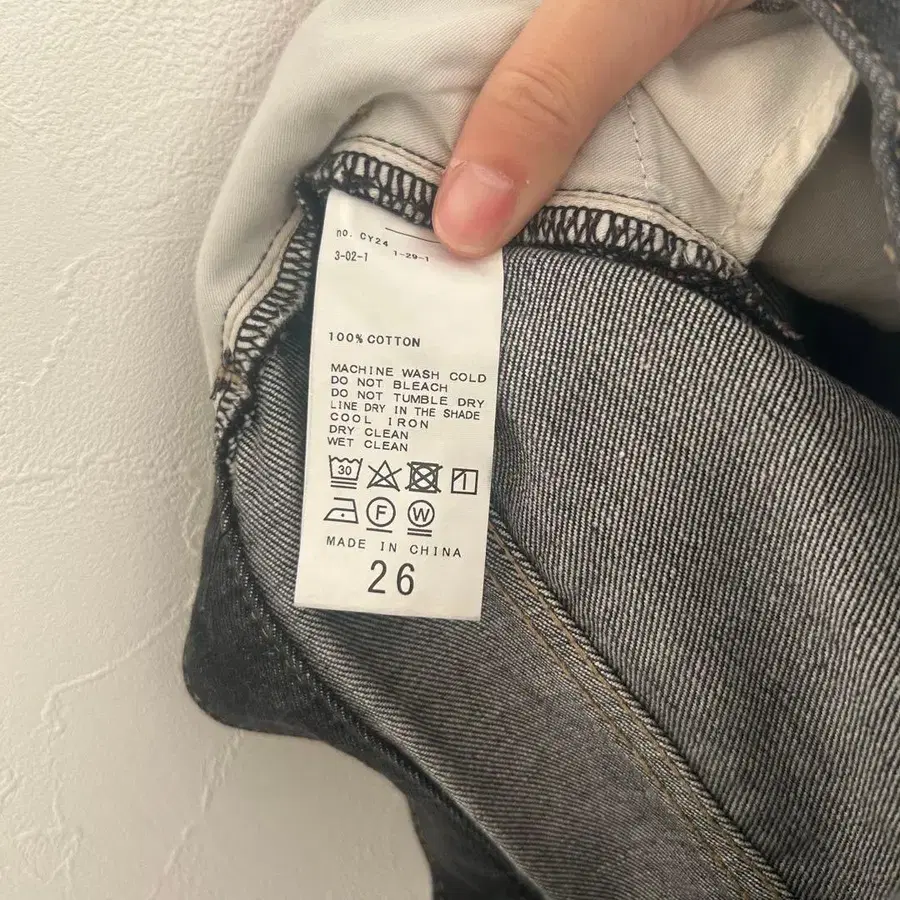 no. CY24
3-02-1 1-29-1
100% COTTON
MACHINE WASH COLD
DO NOT BLEACH
DO NOT TUMBLE DRY
LINE DRY IN THE SHADE
COOL IRON
DRY CLEAN
WET CLEAN
30
F W
MADE IN CHINA
26